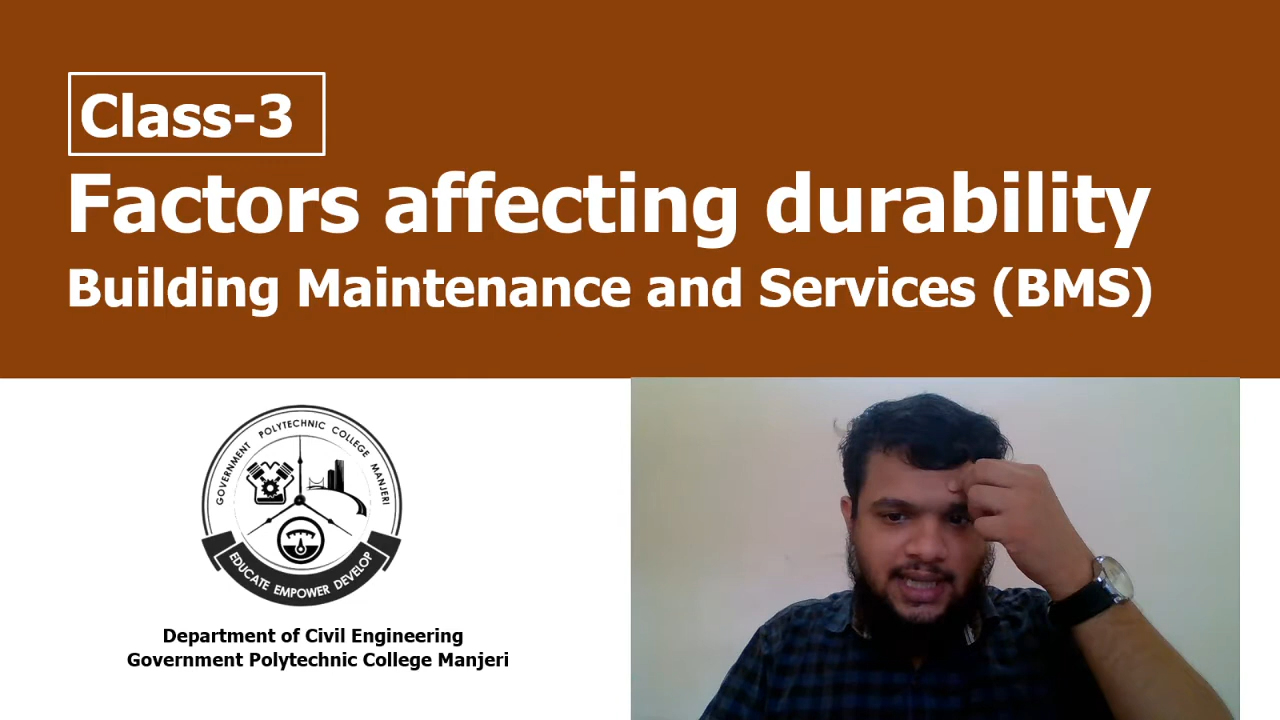 Class-3
Factors affecting durability
Building Maintenance and Services (BMS)
GOVERNMENT POLYTECHNIC COLLEGE MANJERI
EDUCATE EMPOWER DEVELOP
Department of Civil Engineering
Government Polytechnic College Manjeri